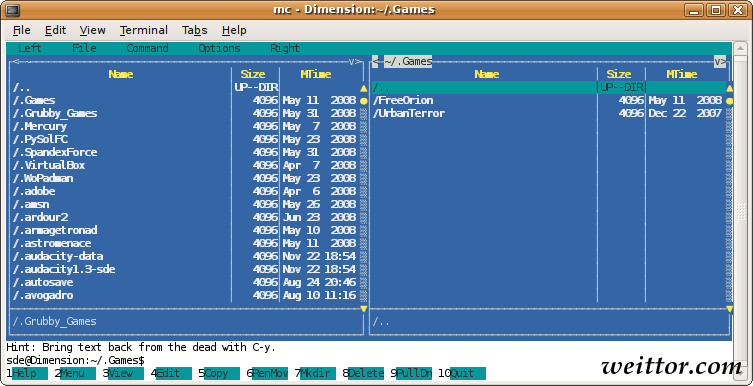 mc - Dimension:~/.Games
File Edit View Terminal Tabs Help
Left File Command Options Right
<- ~ v>
<- ~/.Games v>
Name Size MTime
/.. UP--DIR
/.Games 4096 May 11 2008
/.Grubby_Games 4096 May 31 2008
/.Mercury 4096 May 7 2008
/.PySolFC 4096 May 23 2008
/.SpandexForce 4096 May 31 2008
/.VirtualBox 4096 Apr 7 2008
/.WoPadman 4096 May 23 2008
/.adobe 4096 Apr 6 2008
/.amsn 4096 May 26 2008
/.ardour2 4096 Jun 23 2008
/.armagetronad 4096 May 10 2008
/.astromenace 4096 May 11 2008
/.audacity-data 4096 Nov 22 18:54
/.audacity1.3-sde 4096 Nov 22 18:54
/.autosave 4096 Aug 24 20:46
/.avogadro 4096 Aug 10 11:16
/.Grubby_Games
Name Size MTime
/.. UP--DIR
/FreeOrion 4096 May 11 2008
/UrbanTerror 4096 Dec 22 2007
/..
Hint: Bring text back from the dead with C-y.
sde@Dimension:~/.Games$
1Help 2Menu 3View 4Edit 5Copy 6RenMov 7Mkdir 8Delete 9PullDn 10Quit
weittor.com